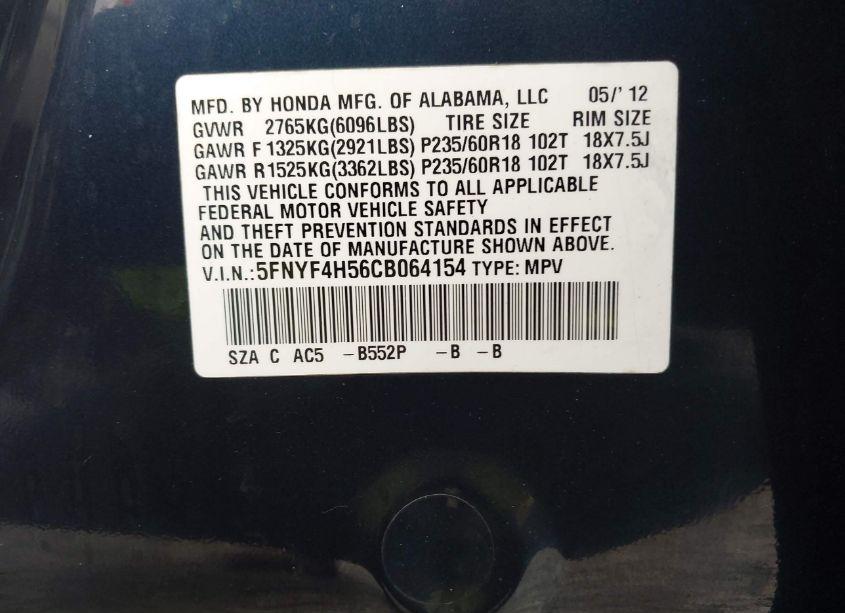 MFD. BY HONDA MFG. OF ALABAMA, LLC 05/' 12
GVWR 2765KG(6096LBS) TIRE SIZE RIM SIZE
GAWR F 1325KG(2921LBS) P235/60R18 102T 18X7.5J
GAWR R1525KG(3362LBS) P235/60R18 102T 18X7.5J
THIS VEHICLE CONFORMS TO ALL APPLICABLE
FEDERAL MOTOR VEHICLE SAFETY
AND THEFT PREVENTION STANDARDS IN EFFECT
ON THE DATE OF MANUFACTURE SHOWN ABOVE.
V.I.N.:5FNYF4H56CB064154 TYPE: MPV
SZA C AC5 –B552P –B –B